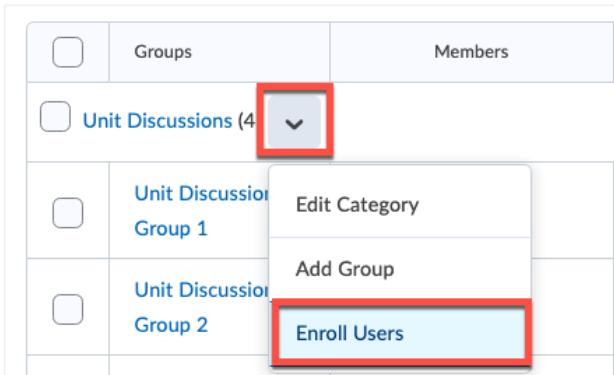 Groups Members
Unit Discussions (4
Edit Category
Unit Discussion
Group 1
Add Group
Unit Discussion
Group 2
Enroll Users